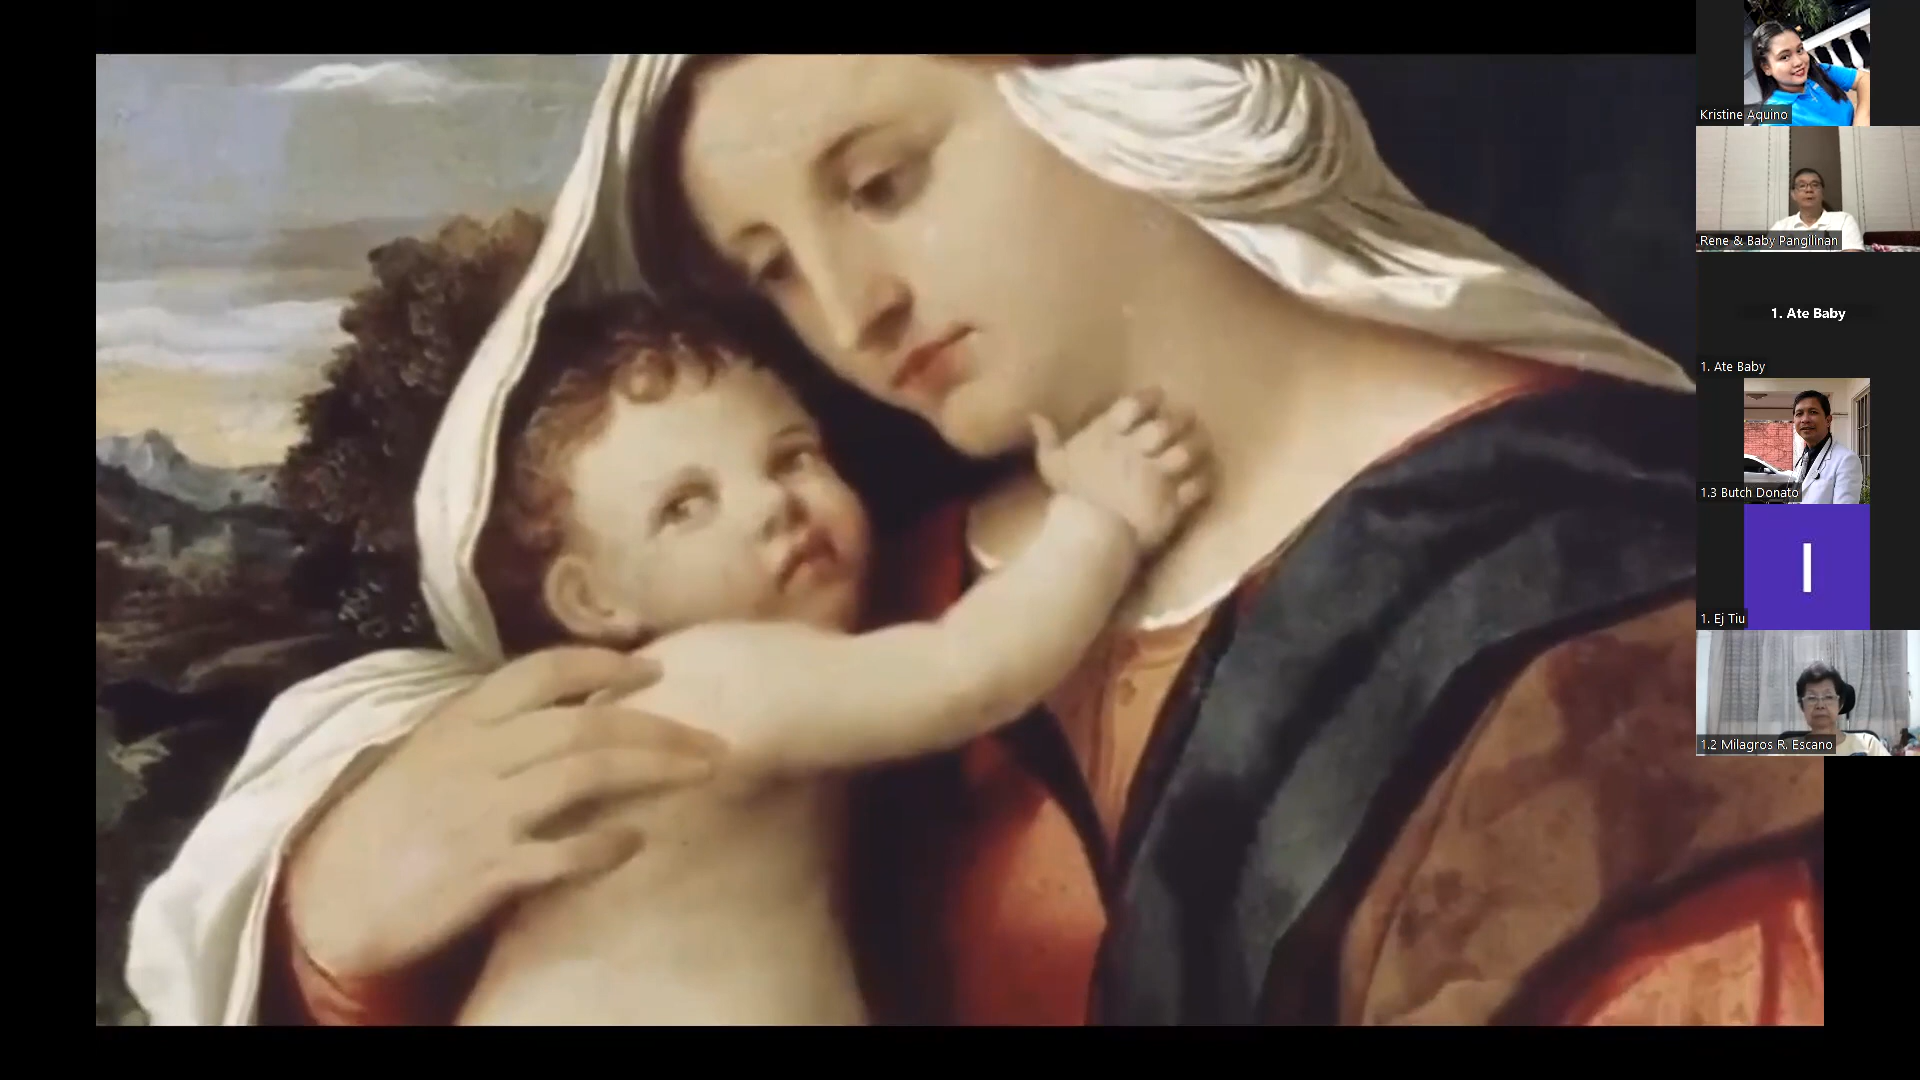 Kristine Aquino
Rene & Baby Pangilinan
1. Ate Baby
1. Ate Baby
1.3 Butch Donato
I
1. Ej Tiu
1.2 Milagros R. Escano